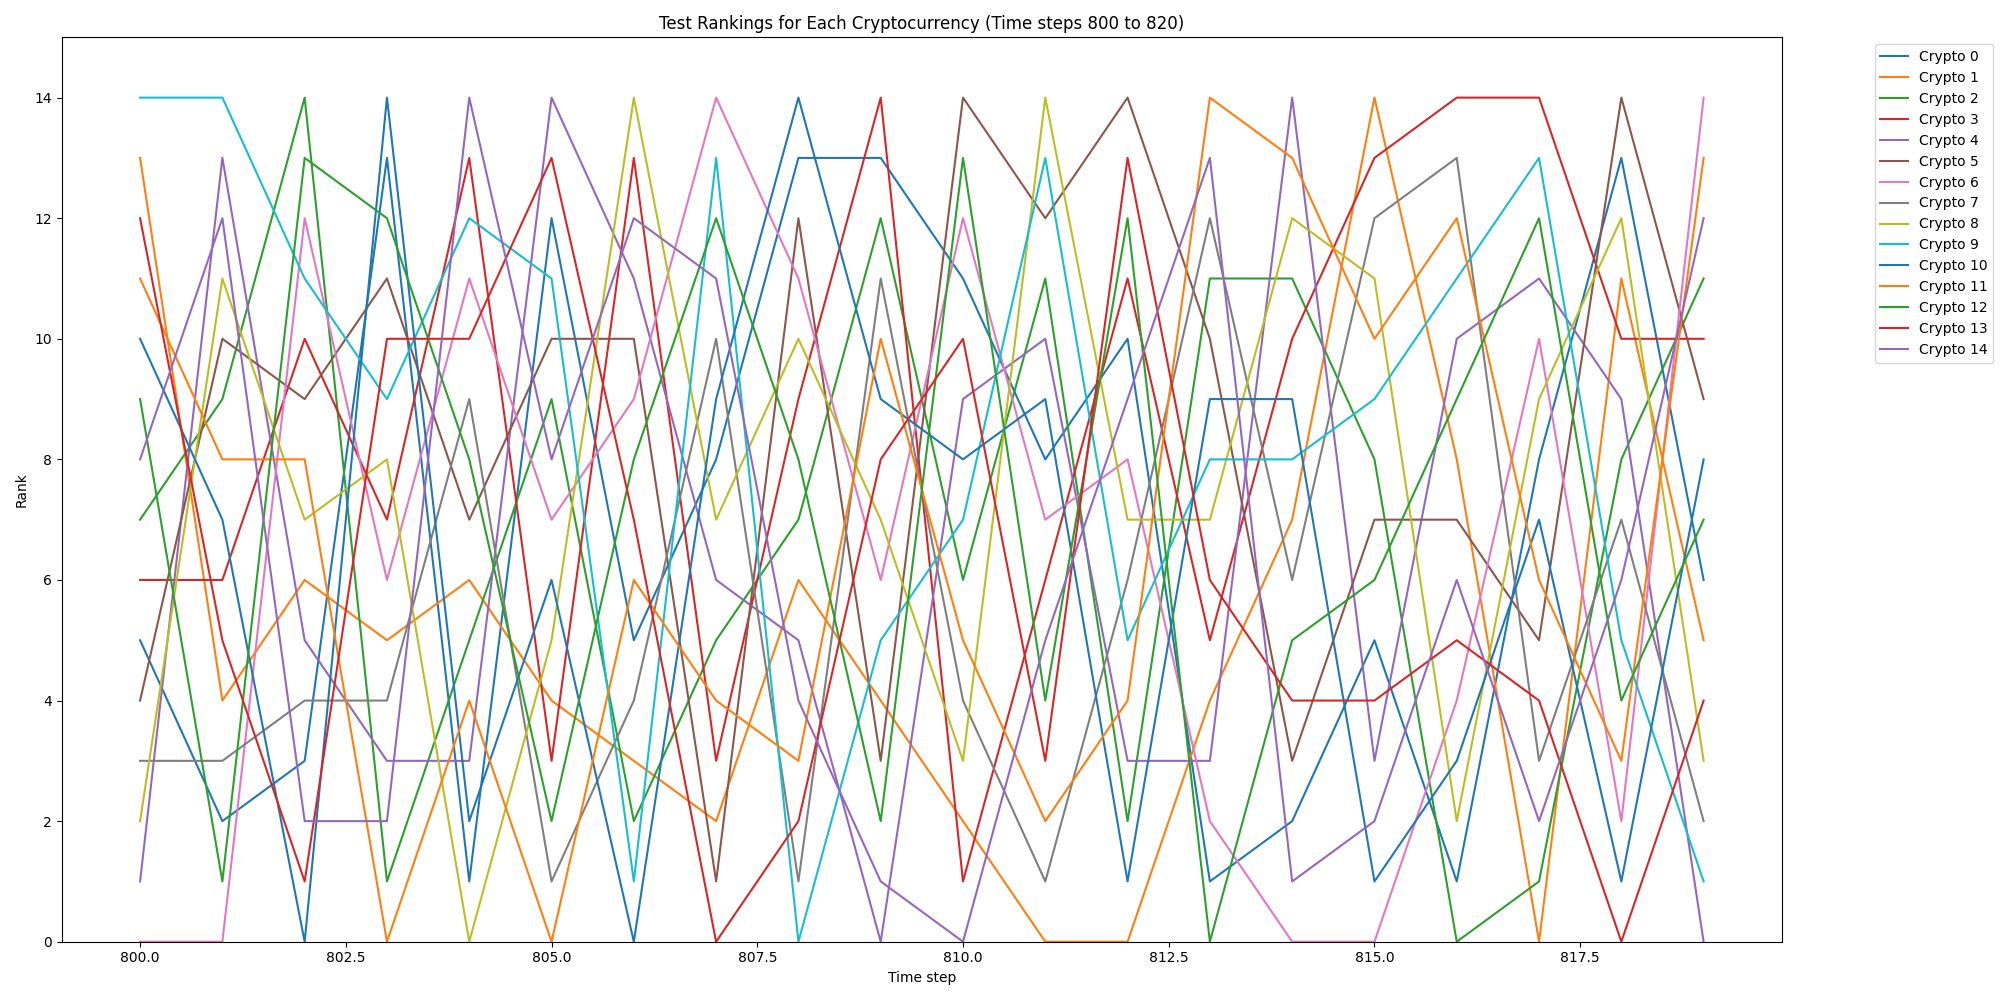 Test Rankings for Each Cryptocurrency (Time steps 800 to 820)
Crypto 0
Crypto 1
Crypto 2
Crypto 3
Crypto 4
Crypto 5
Crypto 6
Crypto 7
Crypto 8
Crypto 9
Crypto 10
Crypto 11
Crypto 12
Crypto 13
Crypto 14
Rank
14
12
10
8
6
4
2
0
800.0 802.5 805.0 807.5 810.0 812.5 815.0 817.5
Time step